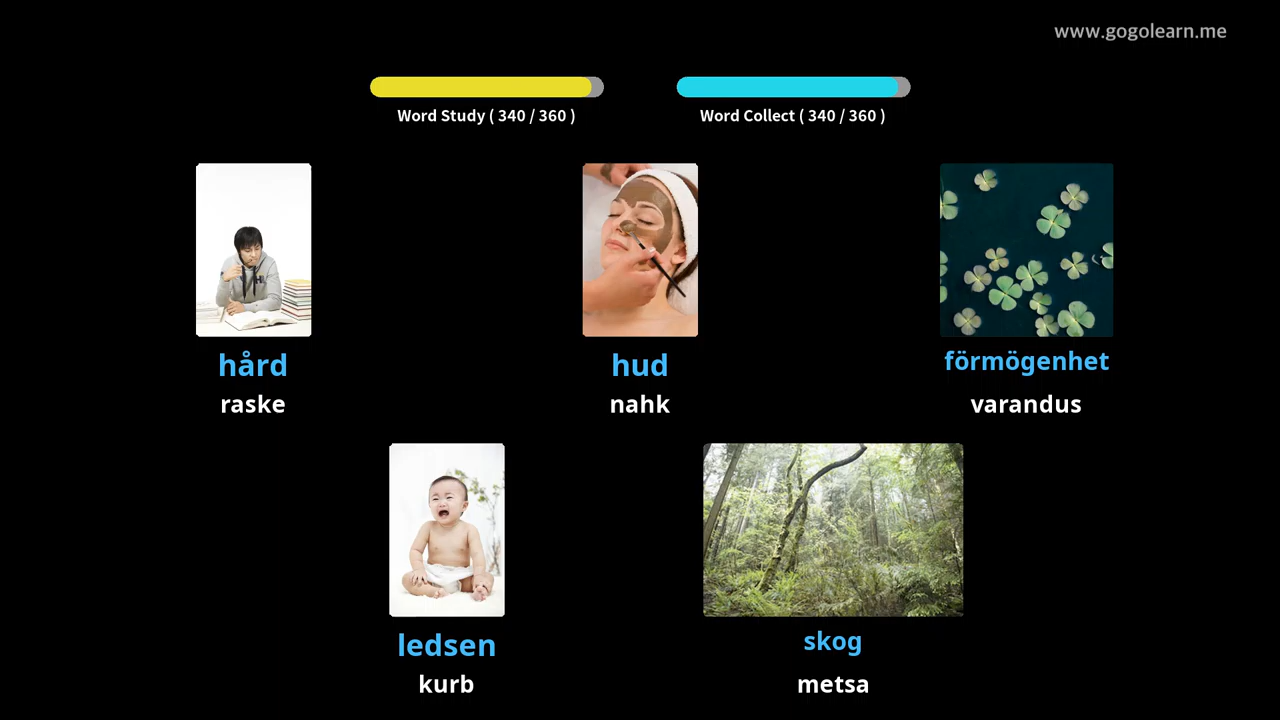 www.gogolearn.me
Word Study ( 340 / 360 )
Word Collect ( 340 / 360 )
hård
hud
förmögenhet
raske
nahk
varandus
ledsen
skog
kurb
metsa